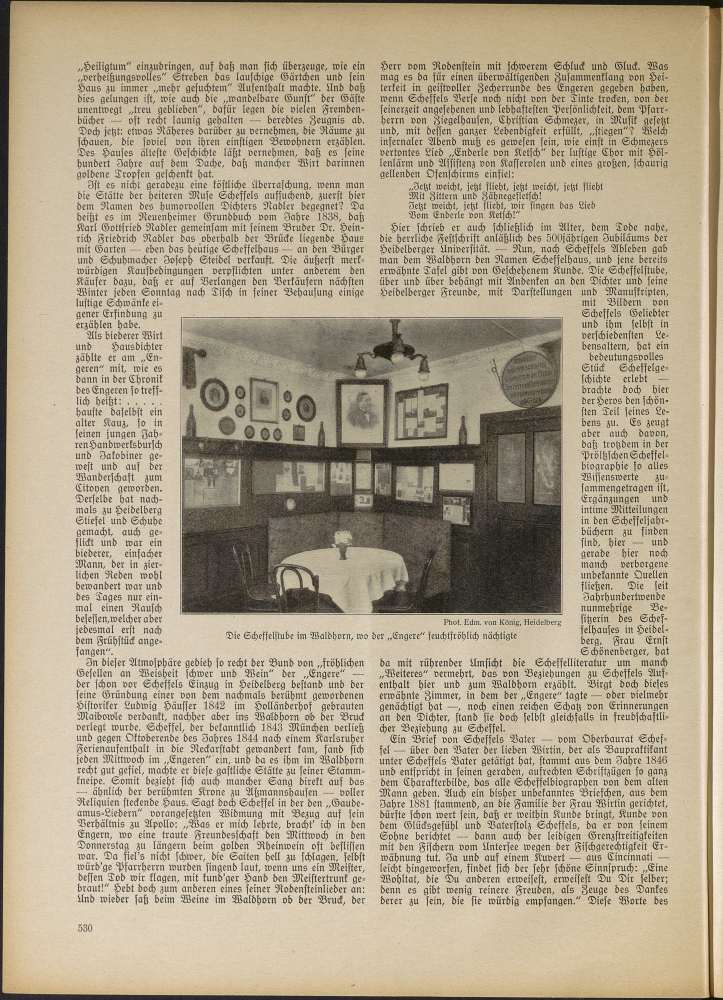 „Heiligtum“ einzudringen, auf daß man sich überzeuge, wie ein
„verheißungsvolles“ Streben das lauschige Gärtchen und sein
Haus zu immer „mehr gesuchtem“ Aufenthalt machte. Und daß
dies gelungen ist, wie auch die „wandelbare Gunst“ der Gäste
unentwegt „treu geblieben“, dafür legen die vielen Fremden-
bücher — oft recht launig gehalten — beredtes Zeugnis ab.
Doch jetzt: etwas Näheres darüber zu vernehmen, die Räume zu
schauen, die soviel von ihren einstigen Bewohnern erzählen.
Des Hauses älteste Geschichte läßt vernehmen, daß es seine
hundert Jahre auf dem Dache, daß mancher Wirt darinnen
goldene Tropfen geschenkt hat.
Ist es nicht geradezu eine köstliche Überraschung, wenn man
die Stätte der heiteren Muse Scheffels aufsuchend, zuerst hier
dem Namen des humorvollen Dichters Nadler begegnet? Da
heißt es im Neuenheimer Grundbuch vom Jahre 1838, daß
Karl Gottfried Nadler gemeinsam mit seinem Bruder Dr. Hein-
rich Friedrich Nadler das oberhalb der Brücke liegende Haus
mit Garten — eben das heutige Scheffelhaus — an den Bürger
und Schuhmacher Joseph Steidel verkauft. Die äußerst merk-
würdigen Kaufbedingungen verpflichten unter anderem den
Käufer dazu, daß er auf Verlangen den Verkäufern nächsten
Winter jeden Sonntag nach Tisch in seiner Behausung einige
lustige Schwänke ei-
gener Erfindung zu
erzählen habe.
Als biederer Wirt
und Hausdichter
zählte er am „En-
geren“ mit, wie es
dann in der Chronik
des Engeren so treff-
lich heißt: . . . . .
hauste daselbst ein
alter Kauz, so in
seinen jungen Jah-
ren Handwerksbursch
und Jakobiner ge-
west und auf der
Wanderschaft zum
Citoyen geworden.
Derselbe hat nach-
mals zu Heidelberg
Stiefel und Schuhe
gemacht, auch ge-
flickt und war ein
biederer, einfacher
Mann, der in zier-
lichen Reden wohl
bewandert war und
des Tages nur ein-
mal einen Rausch
besessen, welcher aber
jedesmal erst nach
dem Frühstück ange-
fangen“.
In dieser Atmosphäre gedieh so recht der Bund von „fröhlichen
Gesellen an Weisheit schwer und Wein“ der „Engere“ —
der schon vor Scheffels Einzug in Heidelberg bestand und der
seine Gründung einer von dem nachmals berühmt gewordenen
Historiker Ludwig Häusser 1842 im Holländerhof gebrauten
Maibowle verdankt, nachher aber ins Waldhorn ob der Bruck
verlegt wurde. Scheffel, der bekanntlich 1843 München verließ
und gegen Oktoberende des Jahres 1844 nach einem Karlsruher
Ferienaufenthalt in die Neckarstadt gewandert kam, fand sich
jeden Mittwoch im „Engeren“ ein, und da es ihm im Waldhorn
recht gut gefiel, machte er diese gastliche Stätte zu seiner Stamm-
kneipe. Somit bezieht sich auch mancher Sang direkt auf das
— ähnlich der berühmten Krone zu Aßmannshausen — voller
Reliquien steckende Haus. Sagt doch Scheffel in der den „Gaude-
amus-Liedern“ vorangesetzten Widmung mit Bezug auf sein
Verhältnis zu Apollo: „Was er mich lehrte, bracht' ich in den
Engern, wo eine traute Freundesschaft den Mittwoch in den
Donnerstag zu längern beim golden Rheinwein oft beflissen
war. Da fiel's nicht schwer, die Saiten hell zu schlagen, selbst
würd'ge Pfarrherrn wurden singend laut, wenn uns ein Meister,
dessen Tod wir klagen, mit kund'ger Hand den Meistertrunk ge-
braut!“ Hebt doch zum anderen eines seiner Rodensteinlieder an:
Und wieder saß beim Weine im Waldhorn ob der Bruck, der
Herr vom Rodenstein mit schwerem Schluck und Gluck. Was
mag es da für einen überwältigenden Zusammenklang von Hei-
terkeit in geistvoller Zecherrunde des Engeren gegeben haben,
wenn Scheffels Verse noch nicht von der Tinte trocken, von der
seinerzeit angesehenen und lebhaftesten Persönlichkeit, dem Pfarr-
herrn von Ziegelhausen, Christian Schmezer, in Musik gesetzt
und, mit dessen ganzer Lebendigkeit erfüllt, „stiegen“? Welch
infernaler Abend muß es gewesen sein, wie einst in Schmezers
vertontes Lied „Enderle von Ketsch“ der lustige Chor mit Höl-
lenlärm und Assistenz von Kasserolen und eines großen, schaurig
gellenden Ofenschirms einfiel:
„Jetzt weicht, jetzt flieht, jetzt weicht, jetzt flieht
Mit Zittern und Zähnegefletsch!
Jetzt weicht, jetzt flieht, wir singen das Lied
Vom Enderle von Ketsch!“
Hier schrieb er auch schließlich im Alter, dem Tode nahe,
die herrliche Festschrift anläßlich des 500jährigen Jubiläums der
Heidelberger Universität. — Nun, nach Scheffels Ableben gab
man dem Waldhorn den Namen Scheffelhaus, und jene bereits
erwähnte Tafel gibt von Geschehenem Kunde. Die Scheffelstube,
über und über behängt mit Andenken an den Dichter und seine
Heidelberger Freunde, mit Darstellungen und Manuskripten,
mit Bildern von
Scheffels Geliebter
und ihm selbst in
verschiedensten Le-
bensaltern, hat ein
bedeutungsvolles
Stück Scheffelge-
schichte erlebt —
brachte doch hier
der Heros den schön-
sten Teil seines Le-
bens zu. Es zeugt
aber auch davon,
daß trotzdem in der
Prölßschen Scheffel-
biographie so alles
Wissenswerte zu-
sammengetragen ist,
Ergänzungen und
intime Mitteilungen
in den Scheffeljahr-
büchern zu finden
sind, hier — und
gerade hier noch
manch verborgene
unbekannte Quellen
fließen. Die seit
Jahrhundertwende
nunmehrige Be-
sitzerin des Schef-
felhauses in Heidel-
berg, Frau Ernst
Schönenberger, hat
da mit rührender Umsicht die Scheffelliteratur um manch
„Weiteres“ vermehrt, das von Beziehungen zu Scheffels Auf-
enthalt hier und zum Waldhorn erzählt. Birgt doch dieses
erwähnte Zimmer, in dem der „Engere“ tagte — oder vielmehr
genächtigt hat —, noch einen reichen Schatz von Erinnerungen
an den Dichter, stand sie doch selbst gleichfalls in freundschaftli-
cher Beziehung zu Scheffel.
Ein Brief von Scheffels Vater — vom Oberbaurat Schef-
fel — über den Vater der lieben Wirtin, der als Baupraktikant
unter Scheffels Vater getätigt hat, stammt aus dem Jahre 1846
und entspricht in seinen geraden, aufrechten Schriftzügen so ganz
dem Charakterbilde, das alle Scheffelbiographen von dem alten
Mann geben. Auch ein bisher unbekanntes Brieschen, aus dem
Jahre 1881 stammend, an die Familie der Frau Wirtin gerichtet,
dürfte schon wert sein, daß er weithin Kunde bringt, Kunde von
dem Glücksgefühl und Vaterstolz Scheffels, da er von seinem
Sohne berichtet — dann auch der leidigen Grenzstreitigkeiten
mit den Fischern vom Untersee wegen der Fischgerechtigkeit Er-
wähnung tut. Ja und auf einem Kuvert — aus Cincinnati —
leicht hingeworfen, findet sich der sehr schöne Sinnspruch: „Eine
Wohltat, die Du anderen erweisest, erweisest Du Dir selber;
denn es gibt wenig reinere Freuden, als Zeuge des Dankes
derer zu sein, die sie würdig empfangen.“ Diese Worte des
Phot. Edm. von König, Heidelberg
Die Scheffelstube im Waldhorn, wo der „Engere“ feuchtfröhlich nächtigte
530